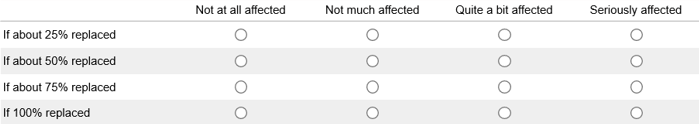 Not at all affected Not much affected Quite a bit affected Seriously affected
If about 25% replaced
If about 50% replaced
If about 75% replaced
If 100% replaced